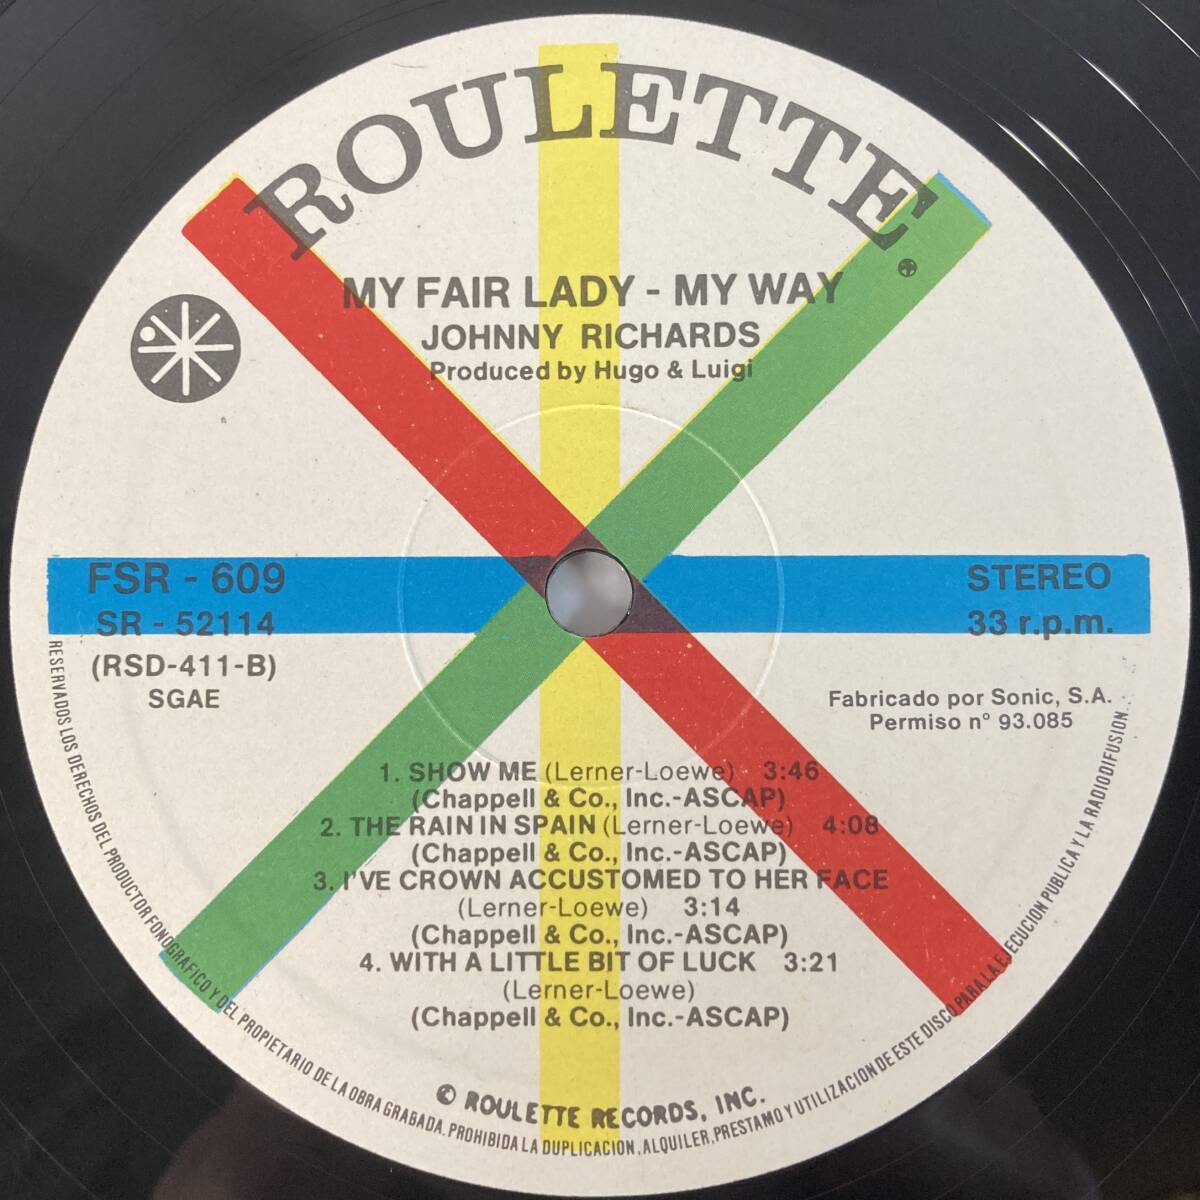 ROULETTE
MY FAIR LADY - MY WAY
JOHNNY RICHARDS
Produced by Hugo & Luigi
FSR - 609
SR - 52114
(RSD-411-B)
SGAE
STEREO
33 r.p.m.
Fabricado por Sonic, S.A.
Permiso n° 93.085
1. SHOW ME (Lerner-Loewe) 3:46
(Chappell & Co., Inc.-ASCAP)
2. THE RAIN IN SPAIN (Lerner-Loewe) 4:08
(Chappell & Co., Inc.-ASCAP)
3. I'VE CROWN ACCUSTOMED TO HER FACE
(Lerner-Loewe) 3:14
(Chappell & Co., Inc.-ASCAP)
4. WITH A LITTLE BIT OF LUCK 3:21
(Lerner-Loewe)
(Chappell & Co., Inc.-ASCAP)
© ROULETTE RECORDS, INC.
RESERVADOS LOS DERECHOS DEL PRODUCTOR FONOGRAFICO Y DEL PROPIETARIO DE LA OBRA GRABADA. PROHIBIDA LA DUPLICACION, ALQUILER, PRESTAMO Y UTILIZACION DE ESTE DISCO PARA LA EJECUCION PUBLICA Y LA RADIODIFUSION.